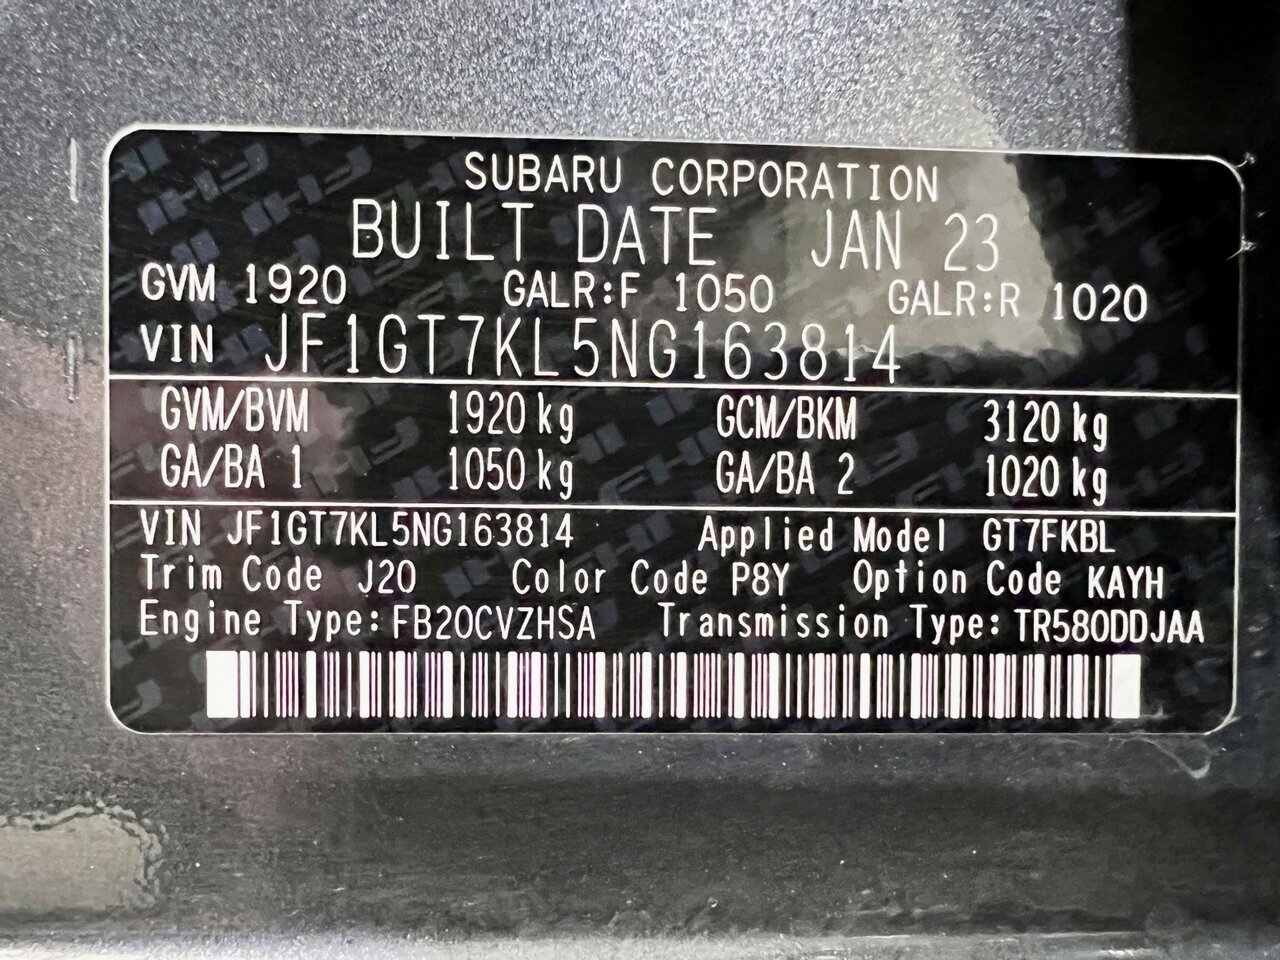 SUBARU CORPORATION
BUILT DATE JAN 23
GVM 1920 GALR:F 1050 GALR:R 1020
VIN JF1GT7KL5NG163814
GVM/BVM 1920 kg GCM/BKM 3120 kg
GA/BA 1 1050 kg GA/BA 2 1020 kg
VIN JF1GT7KL5NG163814 Applied Model GT7FKBL
Trim Code J20 Color Code P8Y Option Code KAYH
Engine Type: FB20CVZHSA Transmission Type: TR580DDJAA